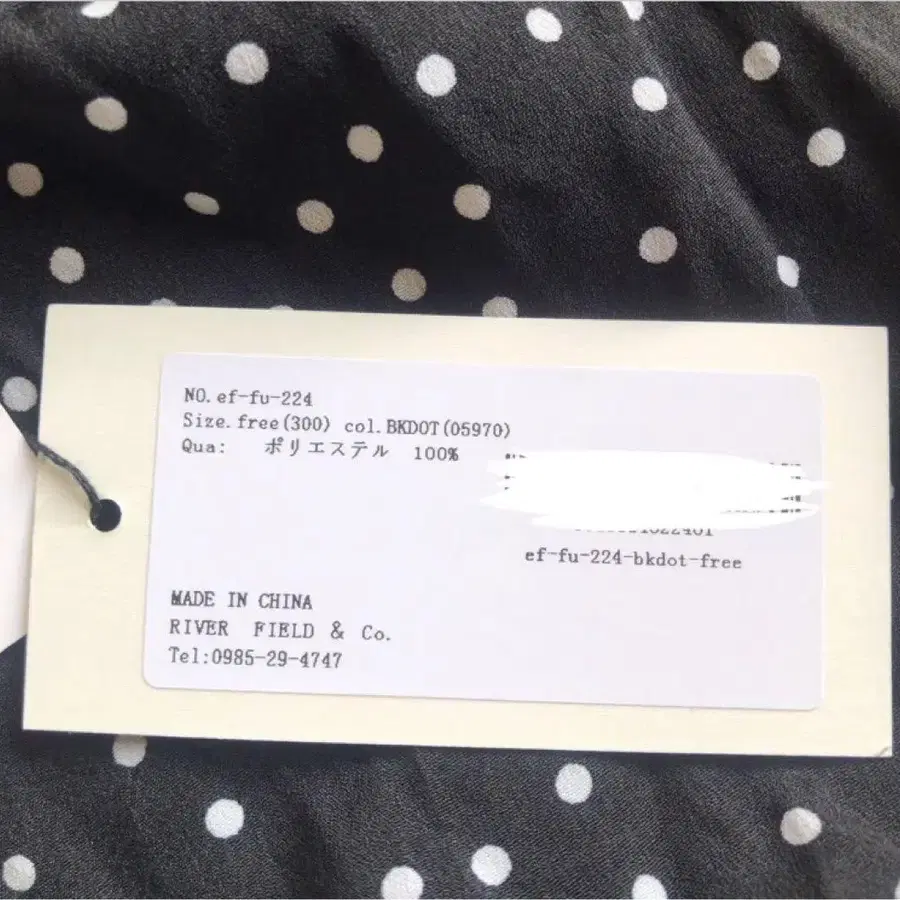 NO.ef-fu-224
Size.free(300) col.BKDOT(05970)
Qua: ポリエステル 100%
ef-fu-224-bkdot-free
MADE IN CHINA
RIVER FIELD & Co.
Tel:0985-29-4747